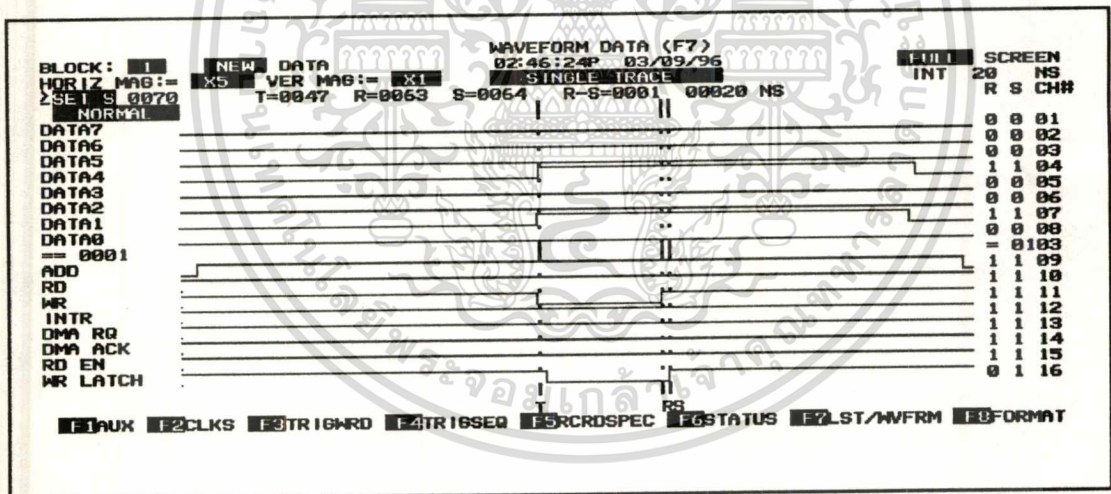 WAVEFORM DATA (F7)
BLOCK: 1 NEW DATA 02:46:24P 03/09/96 FULL SCREEN
HORIZ MAG:= X5 VER MAG:= X1 SINGLE TRACE INT 20 NS
SET S 0070 T=0047 R=0063 S=0064 R-S=0001 00020 NS R S CH#
NORMAL
DATA7 0 0 01
DATA6 0 0 02
DATA5 0 0 03
DATA4 1 1 04
DATA3 0 0 05
DATA2 0 0 06
DATA1 1 1 07
DATA0 0 0 08
== 0001 = 0103
ADD 1 1 09
RD 1 1 10
WR 1 1 11
INTR 1 1 12
DMA RQ 1 1 13
DMA ACK 1 1 14
RD EN 1 1 15
WR LATCH 0 1 16
T RS
F1AUX F2CLKS F3TRIGWRD F4TRIGSEQ F5RCRDSPEC F6STATUS F7LST/WVFRM F8FORMAT